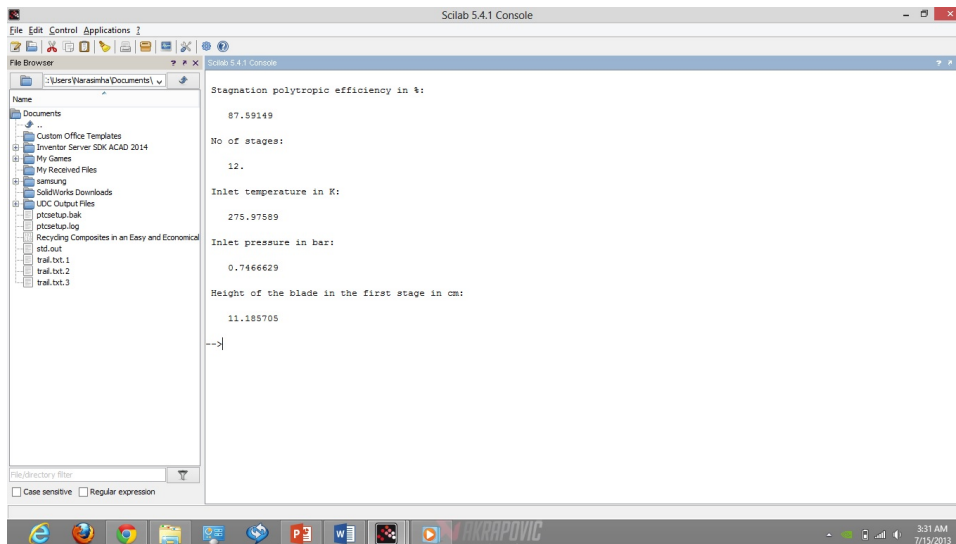 Scilab 5.4.1 Console
File Edit Control Applications ?
File Browser
Scilab 5.4.1 Console
:\Users\Narasimha\Documents\
Name
Documents
..
Custom Office Templates
Inventor Server SDK ACAD 2014
My Games
My Received Files
samsung
SolidWorks Downloads
UDC Output Files
ptcsetup.bak
ptcsetup.log
Recycling Composites in an Easy and Economical
std.out
trail.txt.1
trail.txt.2
trail.txt.3
File/directory filter
Case sensitive Regular expression
Stagnation polytropic efficiency in %:
87.59149
No of stages:
12.
Inlet temperature in K:
275.97589
Inlet pressure in bar:
0.7466629
Height of the blade in the first stage in cm:
11.185705
-->
AKRAPOVIC
3:31 AM
7/15/2013